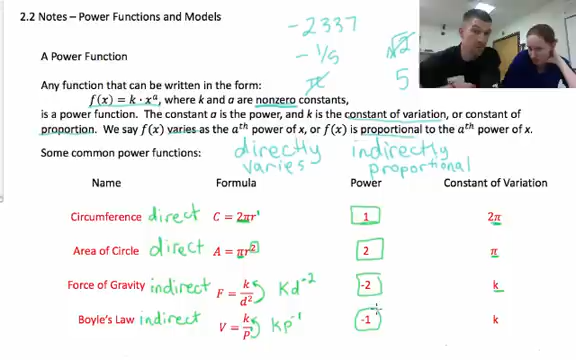 2.2 Notes – Power Functions and Models
-2337
-1/5
π
√2
5
A Power Function
Any function that can be written in the form:
f(x) = k · xᵃ, where k and a are nonzero constants,
is a power function. The constant a is the power, and k is the constant of variation, or constant of
proportion. We say f(x) varies as the aᵗʰ power of x, or f(x) is proportional to the aᵗʰ power of x.
Some common power functions:
directly varies
indirectly proportional
Name Formula Power Constant of Variation
Circumference direct C = 2πr¹ 1 2π
Area of Circle direct A = πr² 2 π
Force of Gravity indirect F = k/d² Kd⁻² -2 k
Boyle's Law indirect V = k/P Kp⁻¹ -1 k